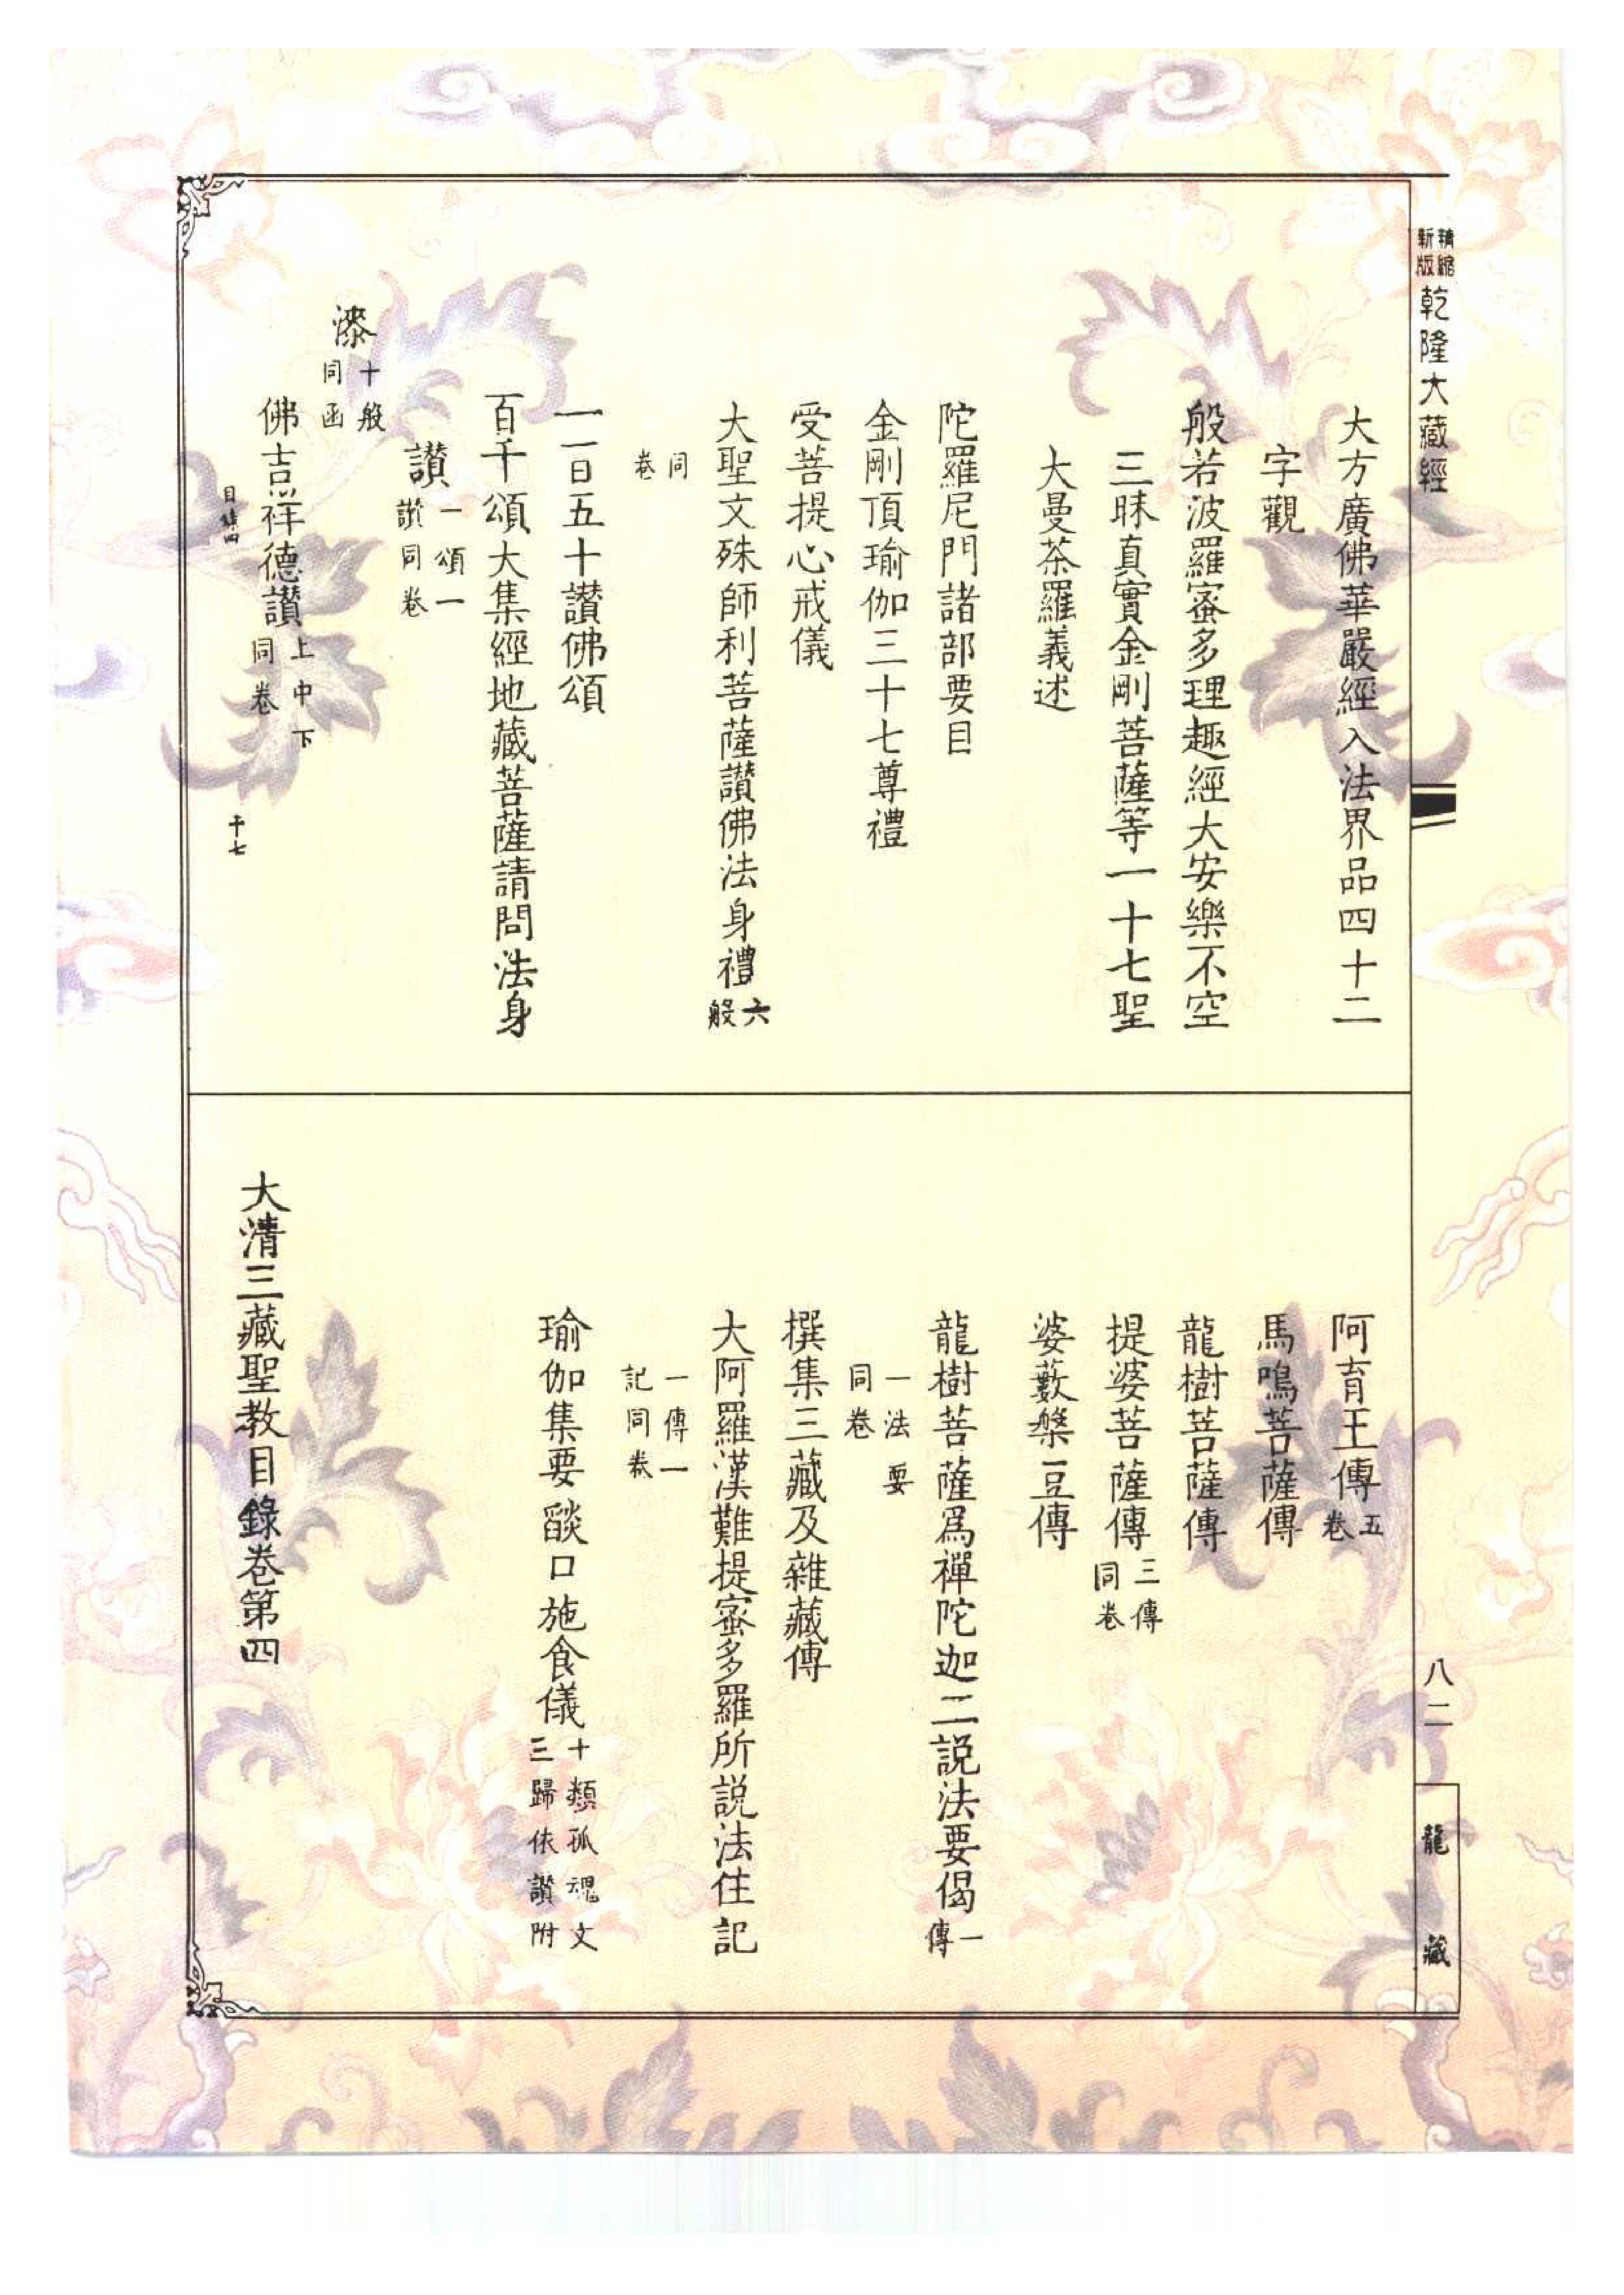 精縮
新版
乾隆大藏經
大方廣佛華嚴經入法界品四十二
字觀
般若波羅蜜多理趣經大安樂不空
三昧真實金剛菩薩等一十七聖
大曼荼羅義述
陀羅尼門諸部要目
金剛頂瑜伽三十七尊禮
受菩提心戒儀
大聖文殊師利菩薩讚佛法身禮六般
同卷
一百五十讚佛頌
百千頌大集經地藏菩薩請問法身
讚一頌一讚同卷
漆十般同函
佛吉祥德讚上中下同卷
目錄四
十七
阿育王傳五卷
馬鳴菩薩傳
龍樹菩薩傳
提婆菩薩傳三傳同卷
婆藪槃豆傳
龍樹菩薩爲禪陀迦王說法要偈一傳
一法要同卷
撰集三藏及雜藏傳
大阿羅漢難提蜜多羅所說法住記
一傳一記同卷
瑜伽集要燄口施食儀十類孤魂文三歸依讚附
大清三藏聖教目錄卷第四
八二
龍藏